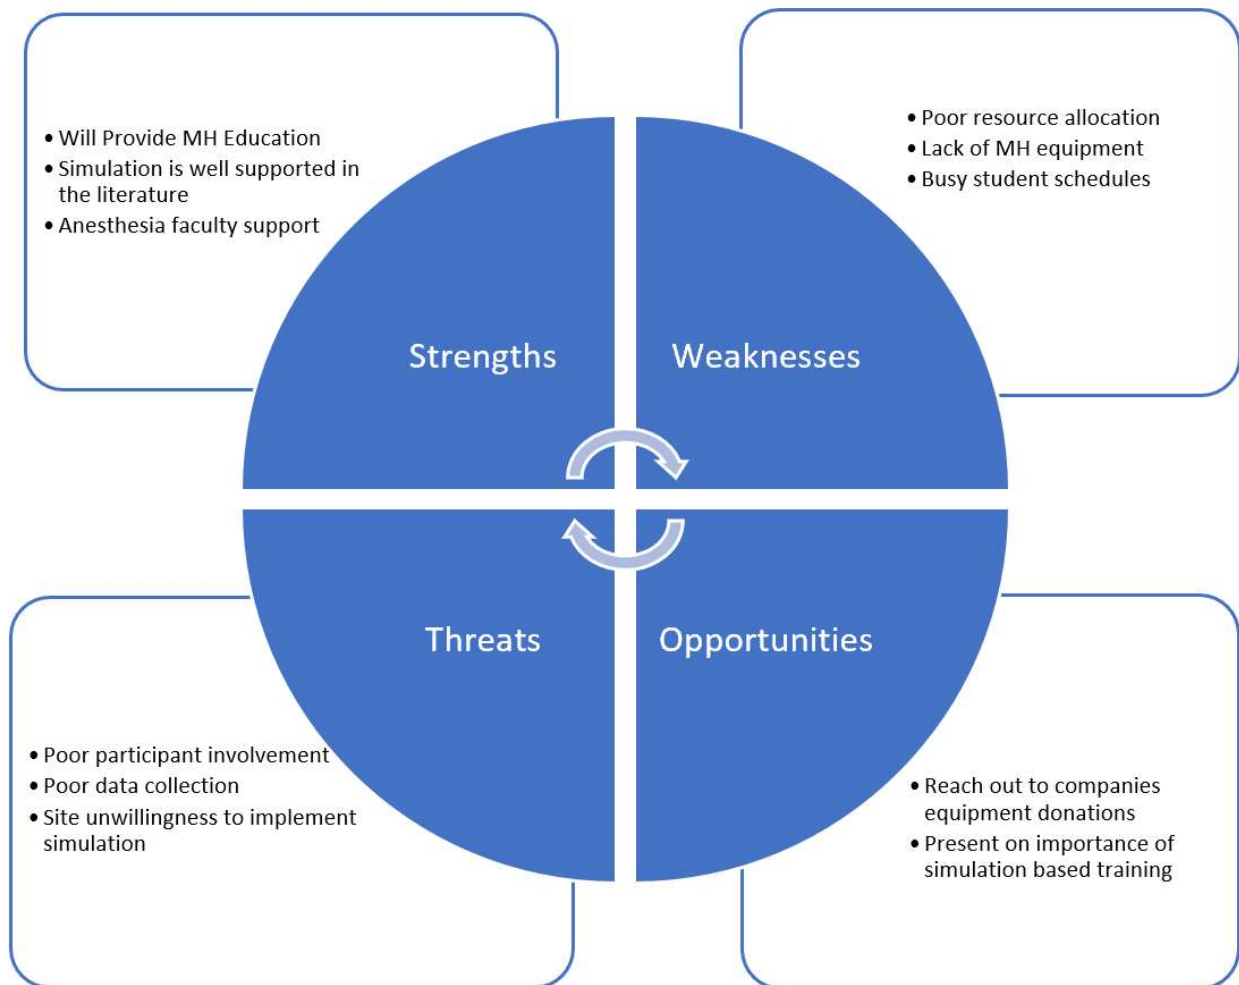 • Will Provide MH Education
• Simulation is well supported in
the literature
• Anesthesia faculty support
• Poor resource allocation
• Lack of MH equipment
• Busy student schedules
Strengths
Weaknesses
Threats
Opportunities
• Poor participant involvement
• Poor data collection
• Site unwillingness to implement
simulation
• Reach out to companies
equipment donations
• Present on importance of
simulation based training